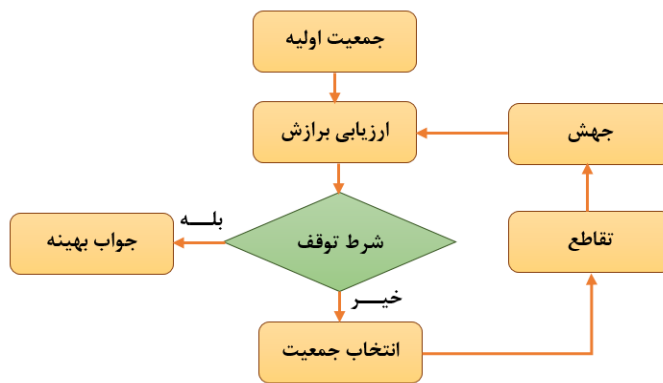 جمعیت اولیه
ارزیابی برازش
جهش
بلـــه
شرط توقف
جواب بهینه
تقاطع
خیـــر
انتخاب جمعیت